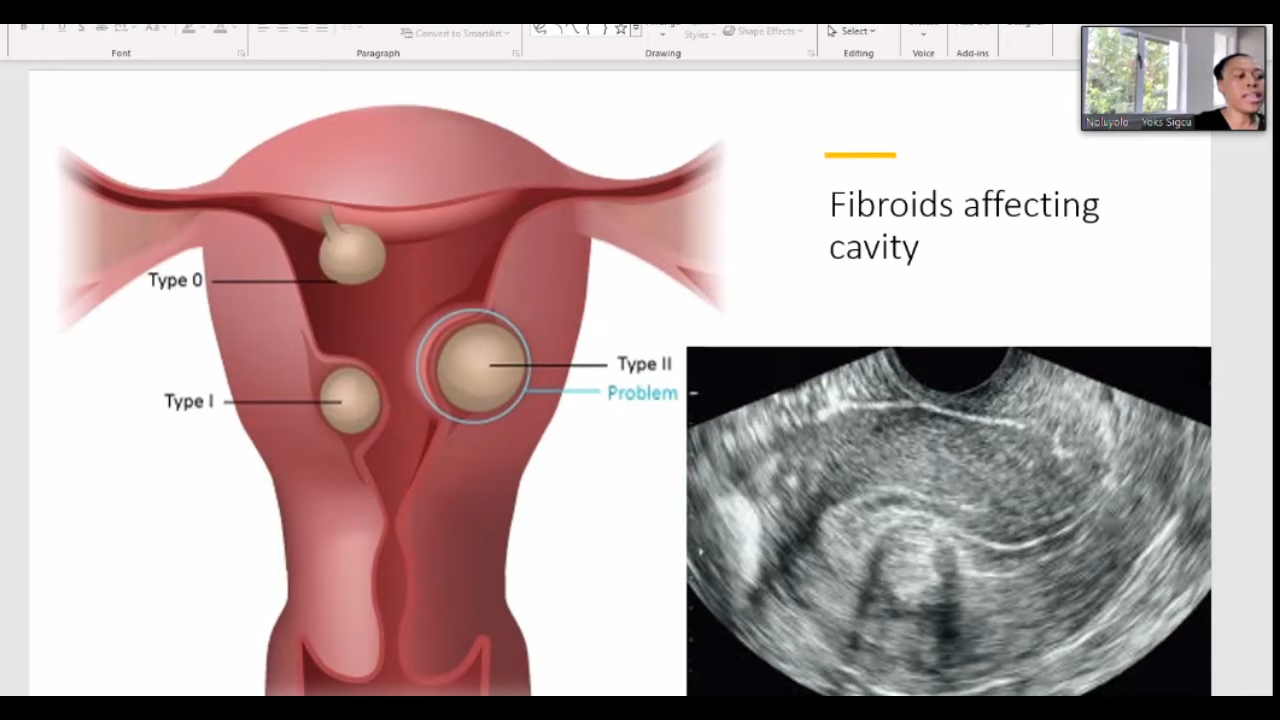 Convert to SmartArt
Styles
Shape Effects
Select
Font
Paragraph
Drawing
Editing
Voice
Add-ins
Noluyolo Yoks Sigcu
Fibroids affecting
cavity
Type 0
Type II
Problem
Type I